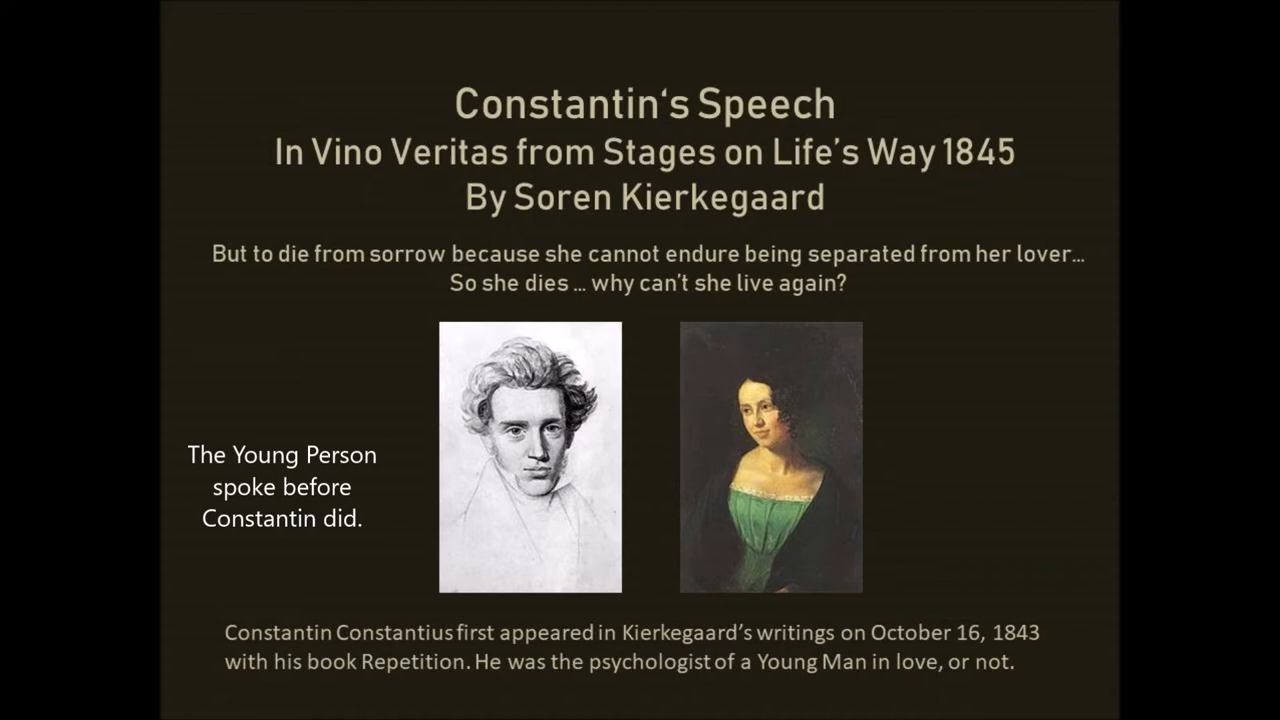 Constantin‘s Speech
In Vino Veritas from Stages on Life’s Way 1845
By Soren Kierkegaard
But to die from sorrow because she cannot endure being separated from her lover…
So she dies … why can’t she live again?
The Young Person
spoke before
Constantin did.
Constantin Constantius first appeared in Kierkegaard’s writings on October 16, 1843
with his book Repetition. He was the psychologist of a Young Man in love, or not.